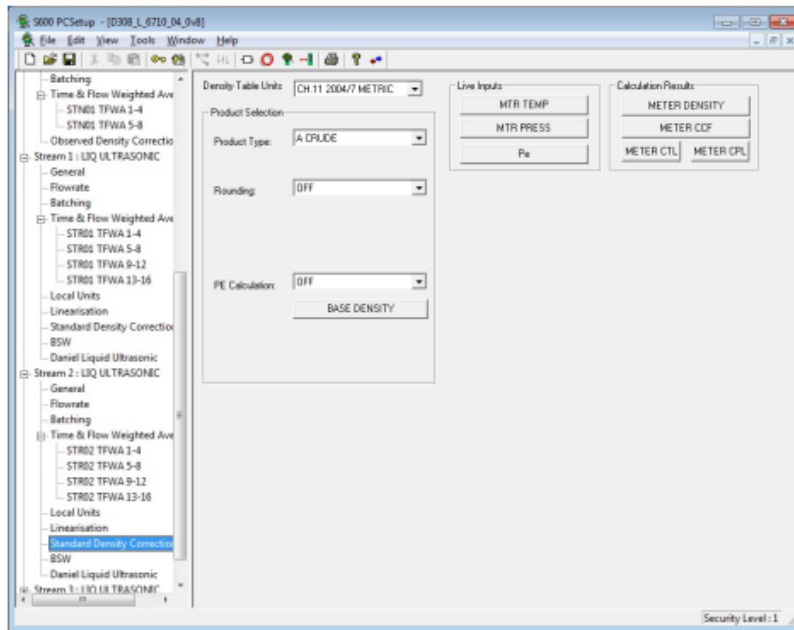 S600 PCSetup - [D308_L_6710_04_0v8]
File Edit View Tools Window Help
Batching
Time & Flow Weighted Ave
STN01 TFWA 1-4
STN01 TFWA 5-8
Observed Density Correctio
Stream 1 : LIQ ULTRASONIC
General
Flowrate
Batching
Time & Flow Weighted Ave
STR01 TFWA 1-4
STR01 TFWA 5-8
STR01 TFWA 9-12
STR01 TFWA 13-16
Local Units
Linearisation
Standard Density Correction
BSW
Daniel Liquid Ultrasonic
Stream 2 : LIQ ULTRASONIC
General
Flowrate
Batching
Time & Flow Weighted Ave
STR02 TFWA 1-4
STR02 TFWA 5-8
STR02 TFWA 9-12
STR02 TFWA 13-16
Local Units
Linearisation
Standard Density Correction
BSW
Daniel Liquid Ultrasonic
Stream 3 : LIQ ULTRASONIC
Density Table Units CH.11 2004/7 METRIC
Product Selection
Product Type: A CRUDE
Rounding: OFF
PE Calculation: OFF
BASE DENSITY
Live Inputs
MTR TEMP
MTR PRESS
Pe
Calculation Results
METER DENSITY
METER CCF
METER CTL METER CPL
Security Level : 1